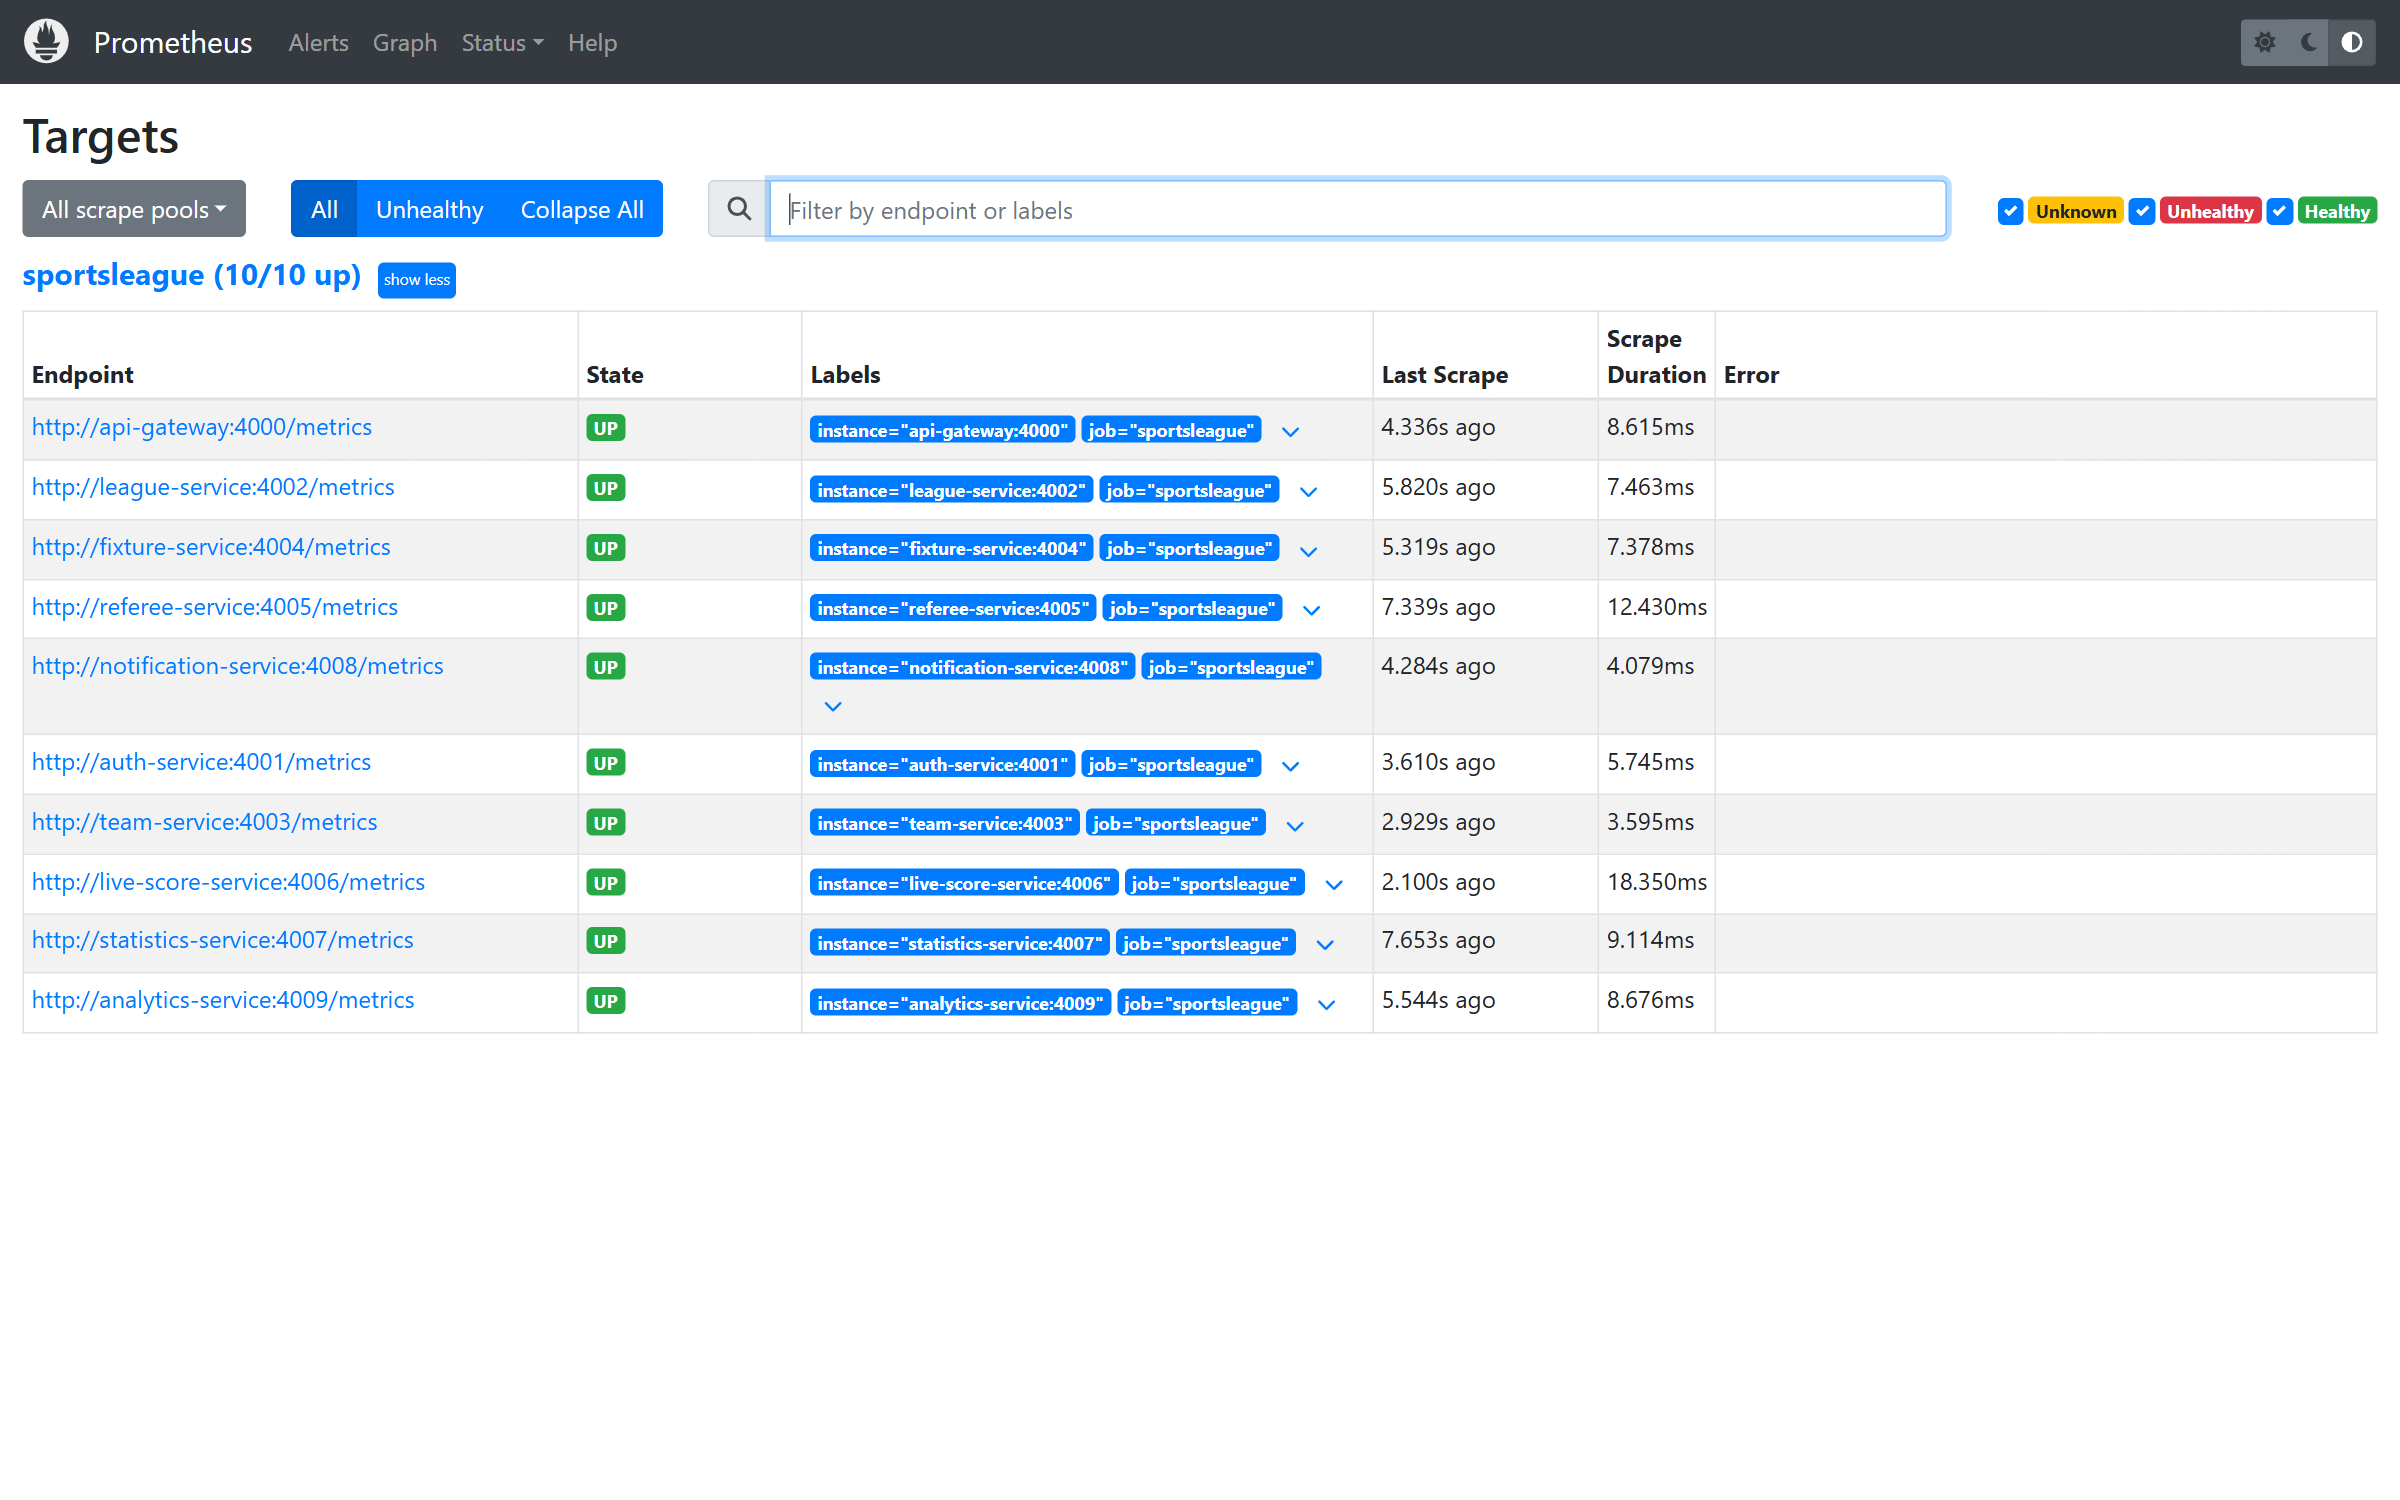 Prometheus Alerts Graph Status Help
Targets
All scrape pools All Unhealthy Collapse All Filter by endpoint or labels Unknown Unhealthy Healthy
sportsleague (10/10 up) show less
Endpoint State Labels Last Scrape Scrape Duration Error
http://api-gateway:4000/metrics UP instance="api-gateway:4000" job="sportsleague" 4.336s ago 8.615ms
http://league-service:4002/metrics UP instance="league-service:4002" job="sportsleague" 5.820s ago 7.463ms
http://fixture-service:4004/metrics UP instance="fixture-service:4004" job="sportsleague" 5.319s ago 7.378ms
http://referee-service:4005/metrics UP instance="referee-service:4005" job="sportsleague" 7.339s ago 12.430ms
http://notification-service:4008/metrics UP instance="notification-service:4008" job="sportsleague" 4.284s ago 4.079ms
http://auth-service:4001/metrics UP instance="auth-service:4001" job="sportsleague" 3.610s ago 5.745ms
http://team-service:4003/metrics UP instance="team-service:4003" job="sportsleague" 2.929s ago 3.595ms
http://live-score-service:4006/metrics UP instance="live-score-service:4006" job="sportsleague" 2.100s ago 18.350ms
http://statistics-service:4007/metrics UP instance="statistics-service:4007" job="sportsleague" 7.653s ago 9.114ms
http://analytics-service:4009/metrics UP instance="analytics-service:4009" job="sportsleague" 5.544s ago 8.676ms